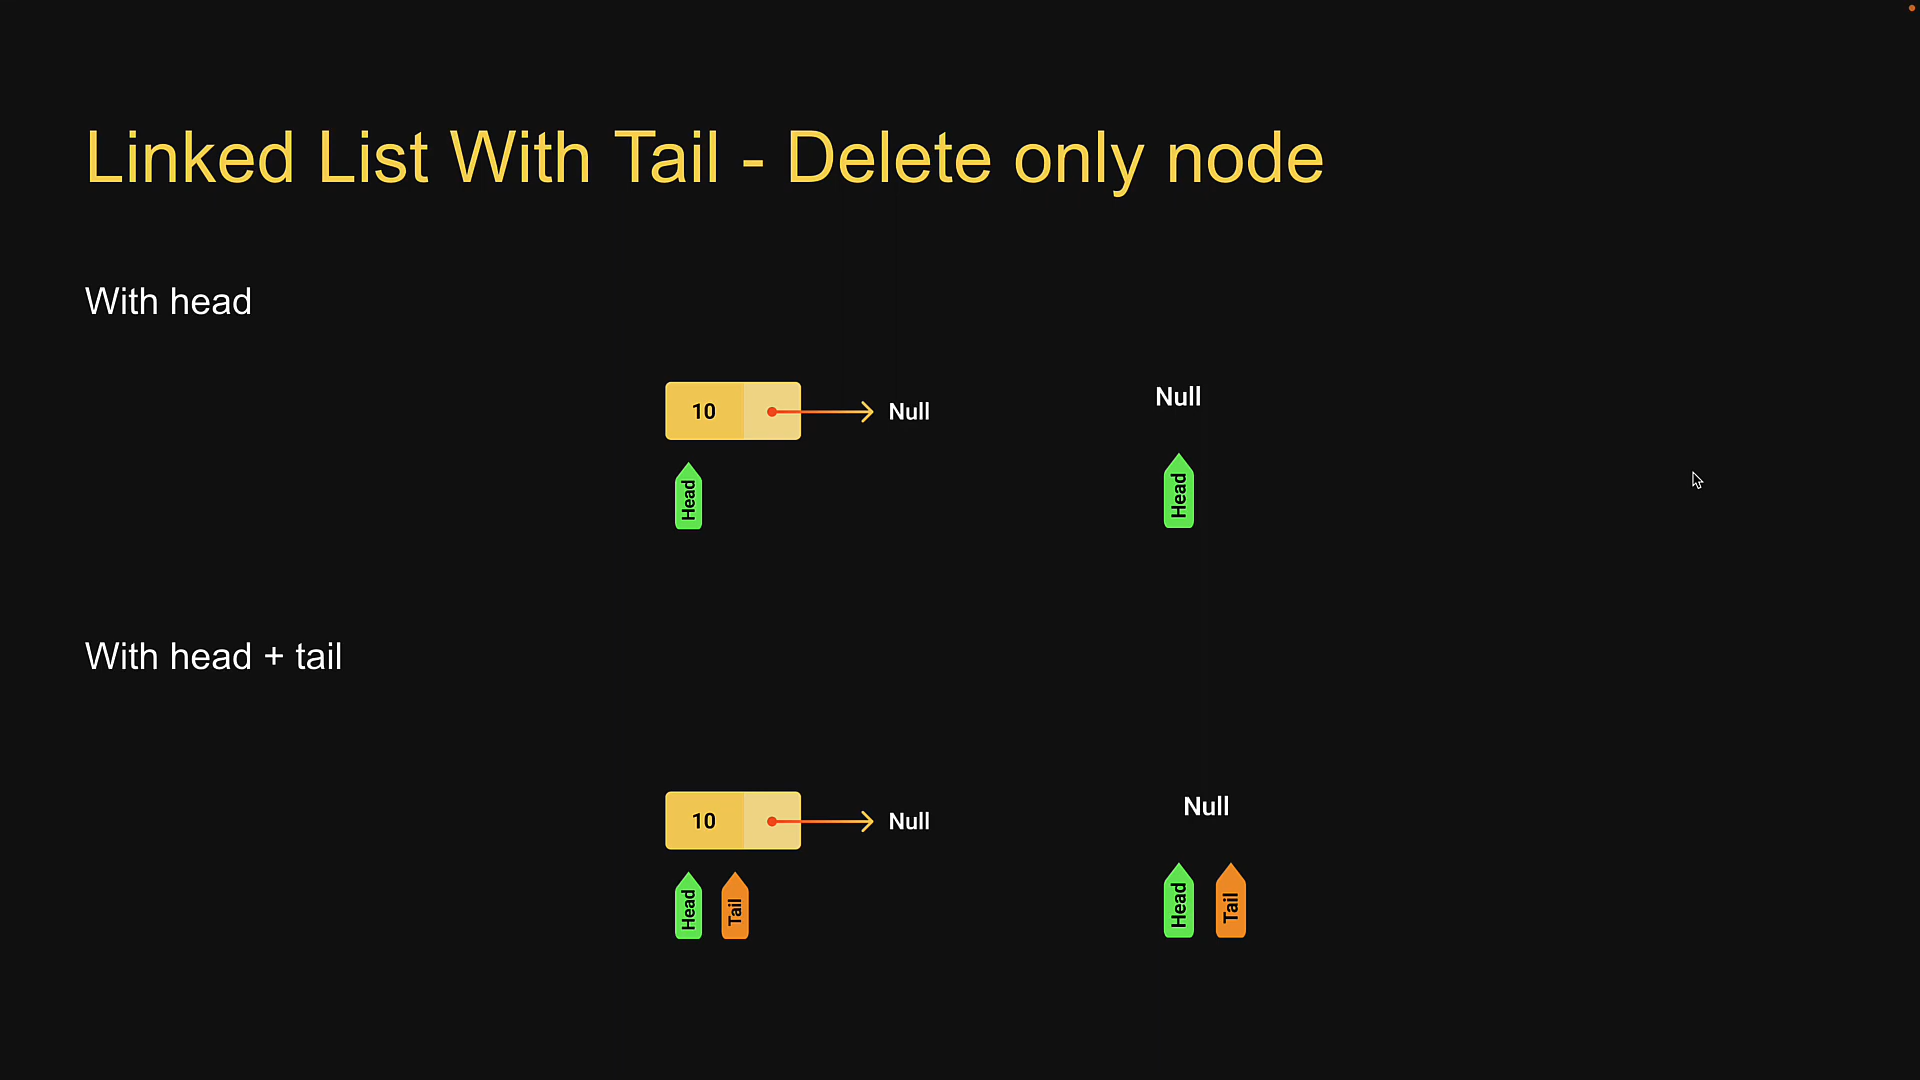 Linked List With Tail - Delete only node
With head
10
Null
Null
Head
Head
With head + tail
10
Null
Null
Head
Tail
Head
Tail